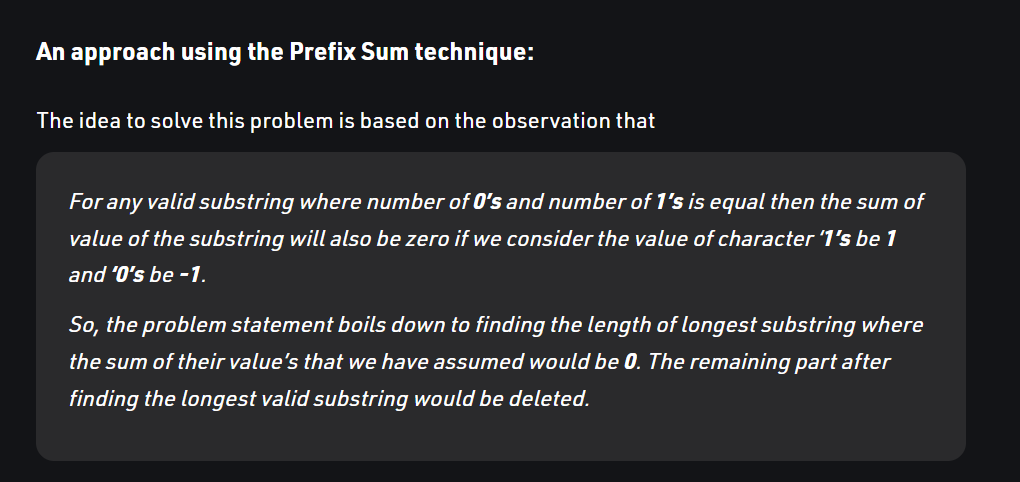 An approach using the Prefix Sum technique:
The idea to solve this problem is based on the observation that
For any valid substring where number of 0’s and number of 1’s is equal then the sum of
value of the substring will also be zero if we consider the value of character ‘1’s be 1
and ‘0’s be -1.
So, the problem statement boils down to finding the length of longest substring where
the sum of their value’s that we have assumed would be 0. The remaining part after
finding the longest valid substring would be deleted.